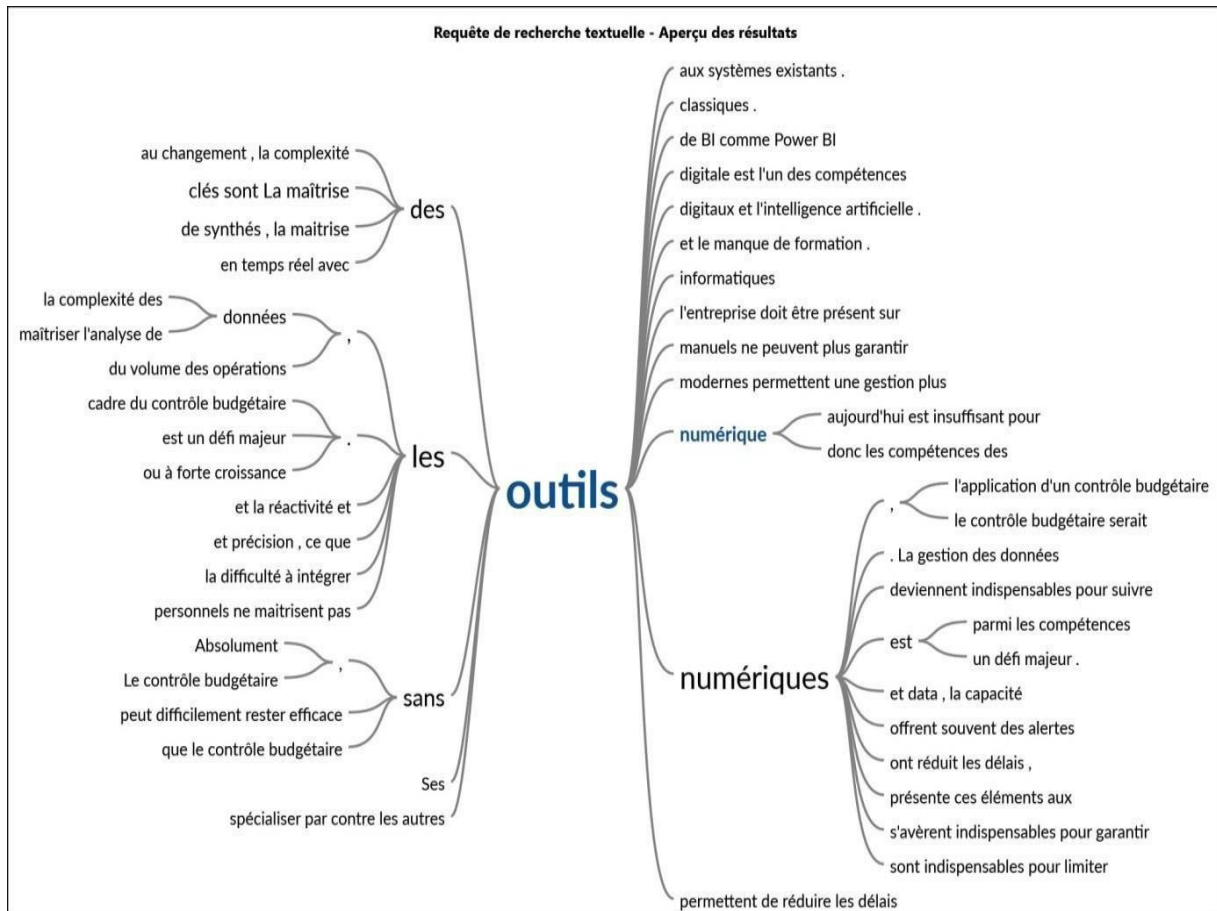 Requête de recherche textuelle - Aperçu des résultats
au changement , la complexité
clés sont La maîtrise
de synthés , la maitrise
en temps réel avec
des
la complexité des
maîtriser l'analyse de
données
du volume des opérations
,
cadre du contrôle budgétaire
est un défi majeur
ou à forte croissance
.
et la réactivité et
et précision , ce que
la difficulté à intégrer
personnels ne maitrisent pas
les
Absolument
Le contrôle budgétaire
,
peut difficilement rester efficace
que le contrôle budgétaire
sans
Ses
spécialiser par contre les autres
outils
aux systèmes existants .
classiques .
de BI comme Power BI
digitale est l'un des compétences
digitaux et l'intelligence artificielle .
et le manque de formation .
informatiques
l'entreprise doit être présent sur
manuels ne peuvent plus garantir
modernes permettent une gestion plus
numérique
aujourd'hui est insuffisant pour
donc les compétences des
numériques
,
l'application d'un contrôle budgétaire
le contrôle budgétaire serait
. La gestion des données
deviennent indispensables pour suivre
est
parmi les compétences
un défi majeur .
et data , la capacité
offrent souvent des alertes
ont réduit les délais ,
présente ces éléments aux
s'avèrent indispensables pour garantir
sont indispensables pour limiter
permettent de réduire les délais